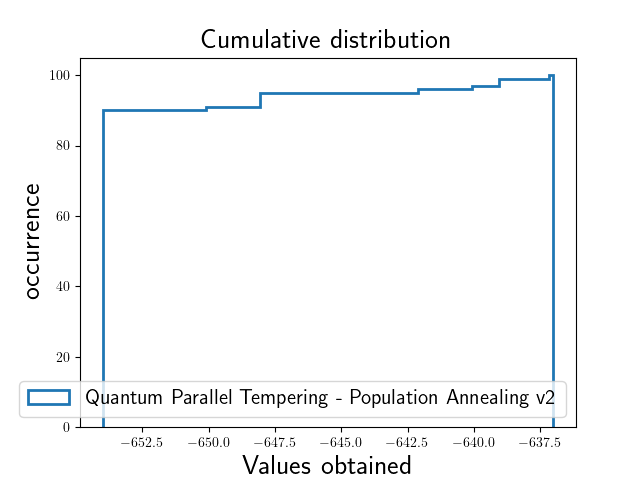 Cumulative distribution
occurrence
100
80
60
40
20
0
Quantum Parallel Tempering - Population Annealing v2
−652.5 −650.0 −647.5 −645.0 −642.5 −640.0 −637.5
Values obtained